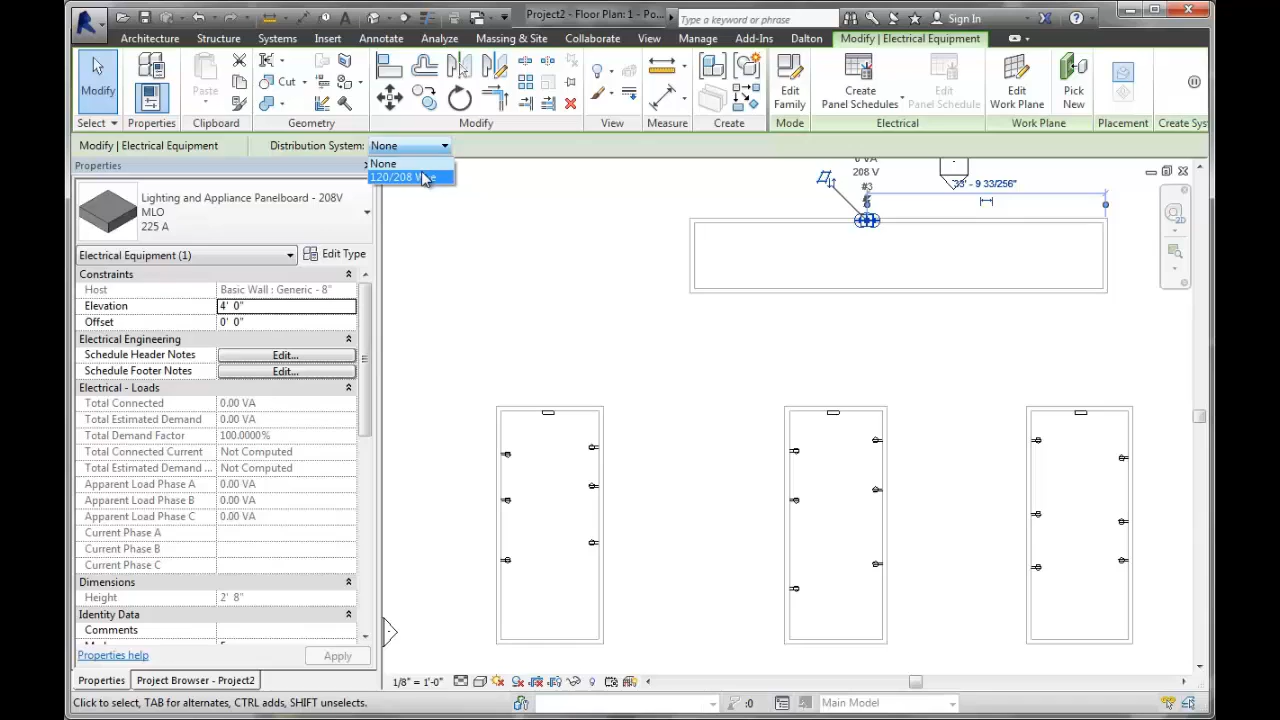 Project2 - Floor Plan: 1 - Po...
Type a keyword or phrase
Sign In
Architecture
Structure
Systems
Insert
Annotate
Analyze
Massing & Site
Collaborate
View
Manage
Add-Ins
Dalton
Modify | Electrical Equipment
Modify
Paste
Cut
Edit
Family
Create
Panel Schedules
Edit
Panel Schedule
Edit
Work Plane
Pick
New
Select
Properties
Clipboard
Geometry
Modify
View
Measure
Create
Mode
Electrical
Work Plane
Placement
Create Sys
Modify | Electrical Equipment
Distribution System:
None
None
120/208 W
Properties
Lighting and Appliance Panelboard - 208V
MLO
225 A
Electrical Equipment (1)
Edit Type
Constraints
Host
Basic Wall : Generic - 8"
Elevation
4' 0"
Offset
0' 0"
Electrical Engineering
Schedule Header Notes
Edit...
Schedule Footer Notes
Edit...
Electrical - Loads
Total Connected
0.00 VA
Total Estimated Demand
0.00 VA
Total Demand Factor
100.0000%
Total Connected Current
Not Computed
Total Estimated Demand ...
Not Computed
Apparent Load Phase A
0.00 VA
Apparent Load Phase B
0.00 VA
Apparent Load Phase C
0.00 VA
Current Phase A
Current Phase B
Current Phase C
Dimensions
Height
2' 8"
Identity Data
Comments
Properties help
Apply
Properties
Project Browser - Project2
0 VA
208 V
#3
33' - 9 33/256"
2D
1/8" = 1'-0"
Click to select, TAB for alternates, CTRL adds, SHIFT unselects.
:0
Main Model